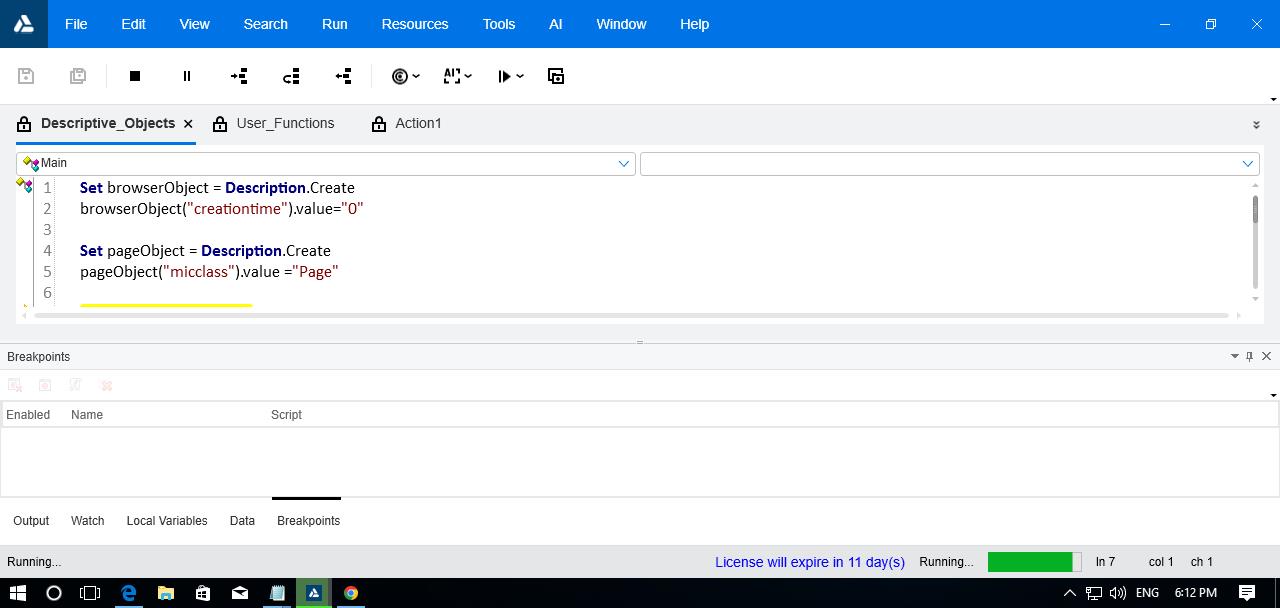 File Edit View Search Run Resources Tools AI Window Help
AI
Descriptive_Objects User_Functions Action1
Main
1 Set browserObject = Description.Create
2 browserObject("creationtime").value="0"
3
4 Set pageObject = Description.Create
5 pageObject("micclass").value ="Page"
6
Breakpoints
Enabled Name Script
Output Watch Local Variables Data Breakpoints
Running... License will expire in 11 day(s) Running... ln 7 col 1 ch 1
ENG 6:12 PM